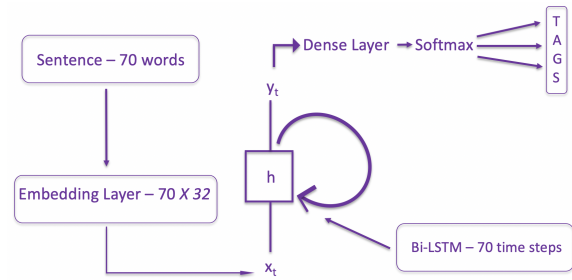 Sentence – 70 words
Embedding Layer – 70 X 32
xₜ
h
yₜ
Dense Layer
Softmax
T
A
G
S
Bi-LSTM – 70 time steps